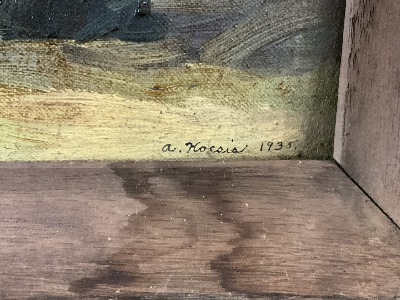 a. Kocsis 1935.